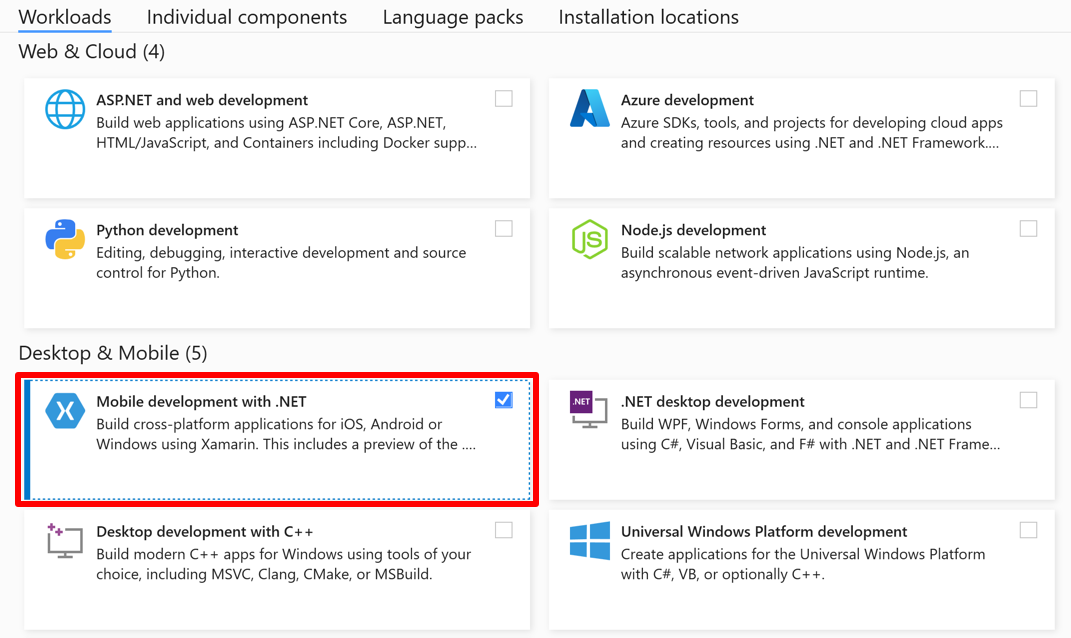 Workloads Individual components Language packs Installation locations
Web & Cloud (4)
ASP.NET and web development
Build web applications using ASP.NET Core, ASP.NET,
HTML/JavaScript, and Containers including Docker supp...
Azure development
Azure SDKs, tools, and projects for developing cloud apps
and creating resources using .NET and .NET Framework....
Python development
Editing, debugging, interactive development and source
control for Python.
JS
Node.js development
Build scalable network applications using Node.js, an
asynchronous event-driven JavaScript runtime.
Desktop & Mobile (5)
Mobile development with .NET
Build cross-platform applications for iOS, Android or
Windows using Xamarin. This includes a preview of the ....
.NET
.NET desktop development
Build WPF, Windows Forms, and console applications
using C#, Visual Basic, and F# with .NET and .NET Frame...
Desktop development with C++
Build modern C++ apps for Windows using tools of your
choice, including MSVC, Clang, CMake, or MSBuild.
Universal Windows Platform development
Create applications for the Universal Windows Platform
with C#, VB, or optionally C++.